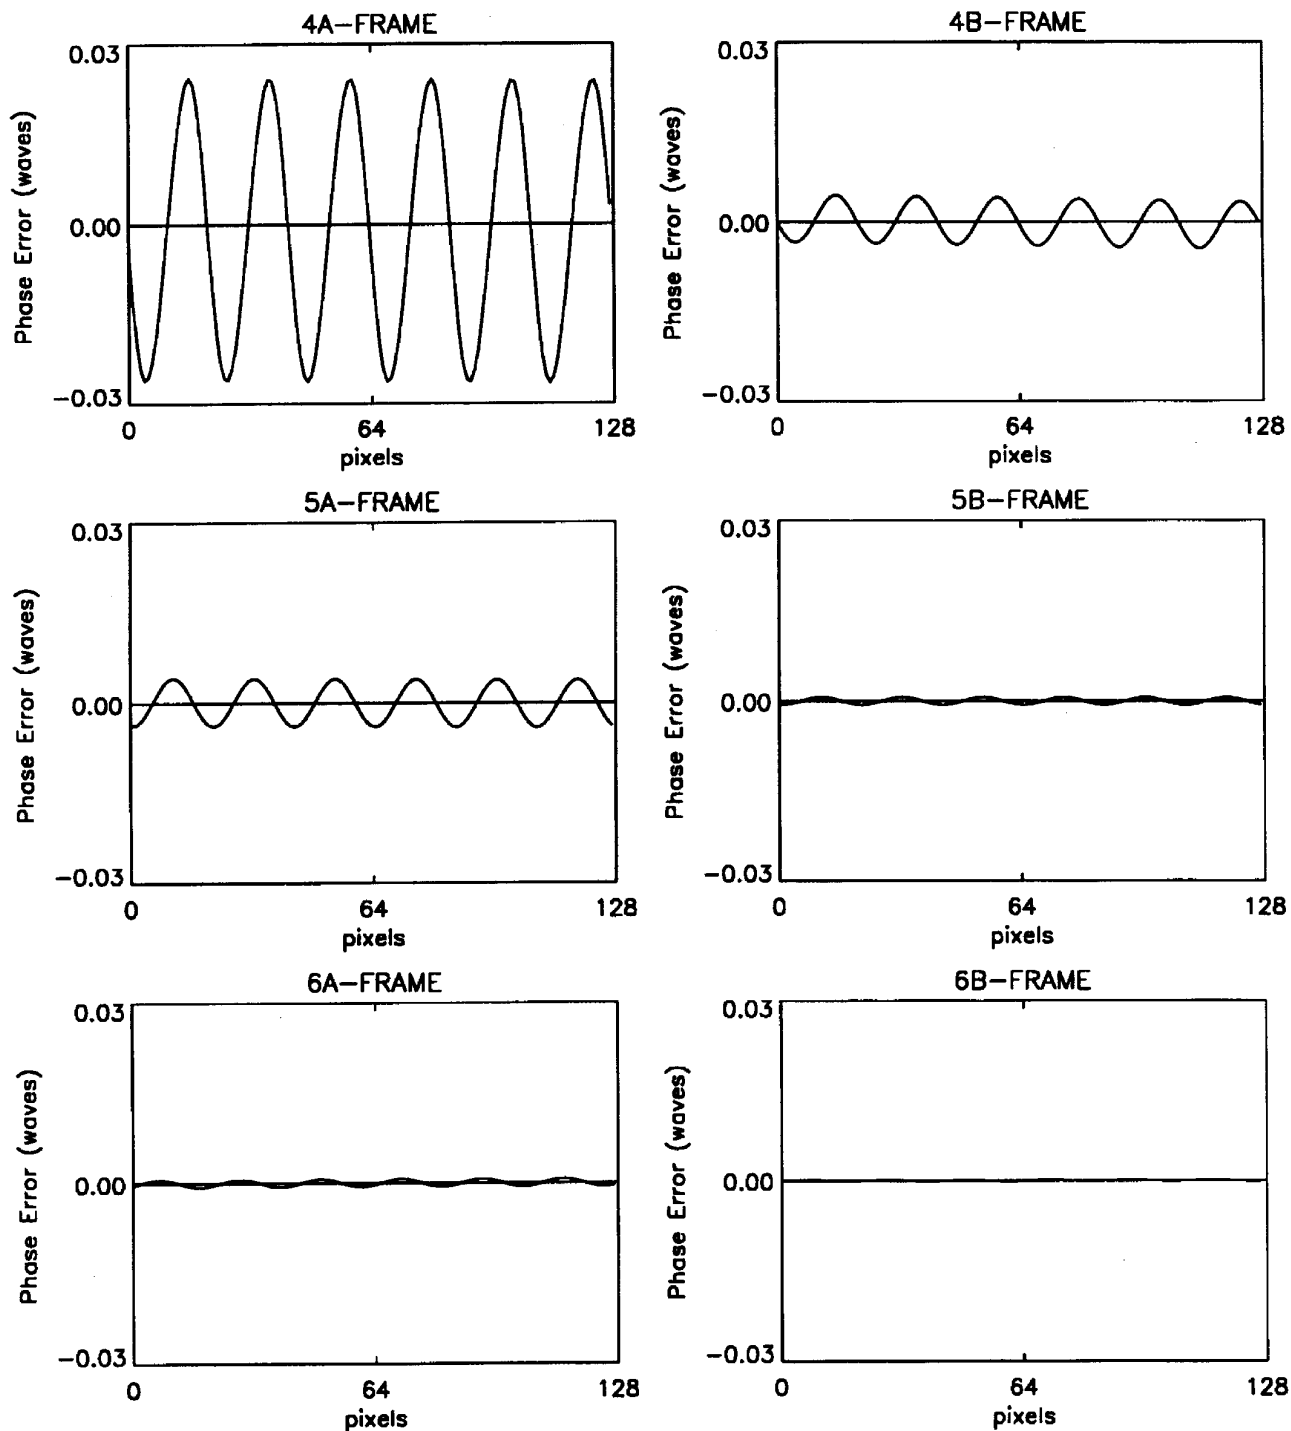 4A-FRAME
0.03
0.00
-0.03
Phase Error (waves)
0
64
128
pixels
4B-FRAME
0.03
0.00
-0.03
Phase Error (waves)
0
64
128
pixels
5A-FRAME
0.03
0.00
-0.03
Phase Error (waves)
0
64
128
pixels
5B-FRAME
0.03
0.00
-0.03
Phase Error (waves)
0
64
128
pixels
6A-FRAME
0.03
0.00
-0.03
Phase Error (waves)
0
64
128
pixels
6B-FRAME
0.03
0.00
-0.03
Phase Error (waves)
0
64
128
pixels